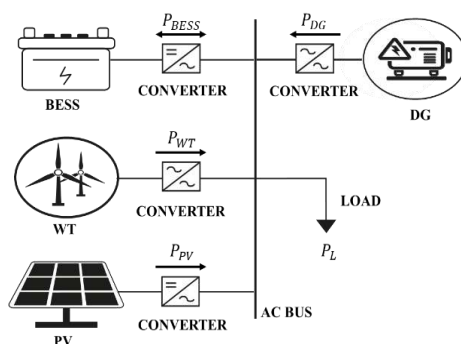 P_BESS
P_DG
BESS
CONVERTER
CONVERTER
DG
P_WT
LOAD
WT
CONVERTER
P_L
P_PV
PV
CONVERTER
AC BUS